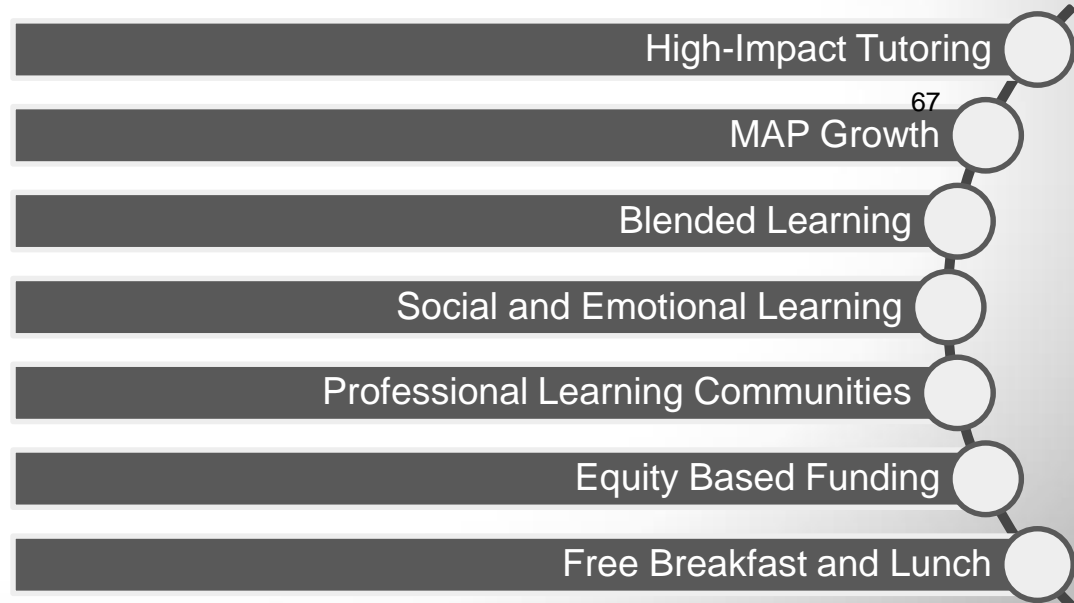 High-Impact Tutoring
67
MAP Growth
Blended Learning
Social and Emotional Learning
Professional Learning Communities
Equity Based Funding
Free Breakfast and Lunch